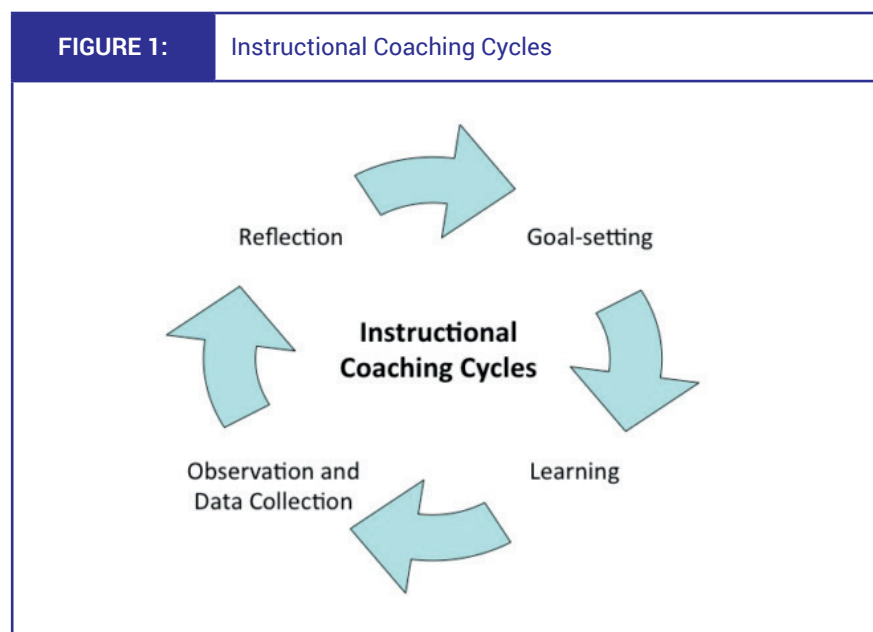 FIGURE 1:
Instructional Coaching Cycles
Reflection
Goal-setting
Instructional
Coaching Cycles
Observation and
Data Collection
Learning